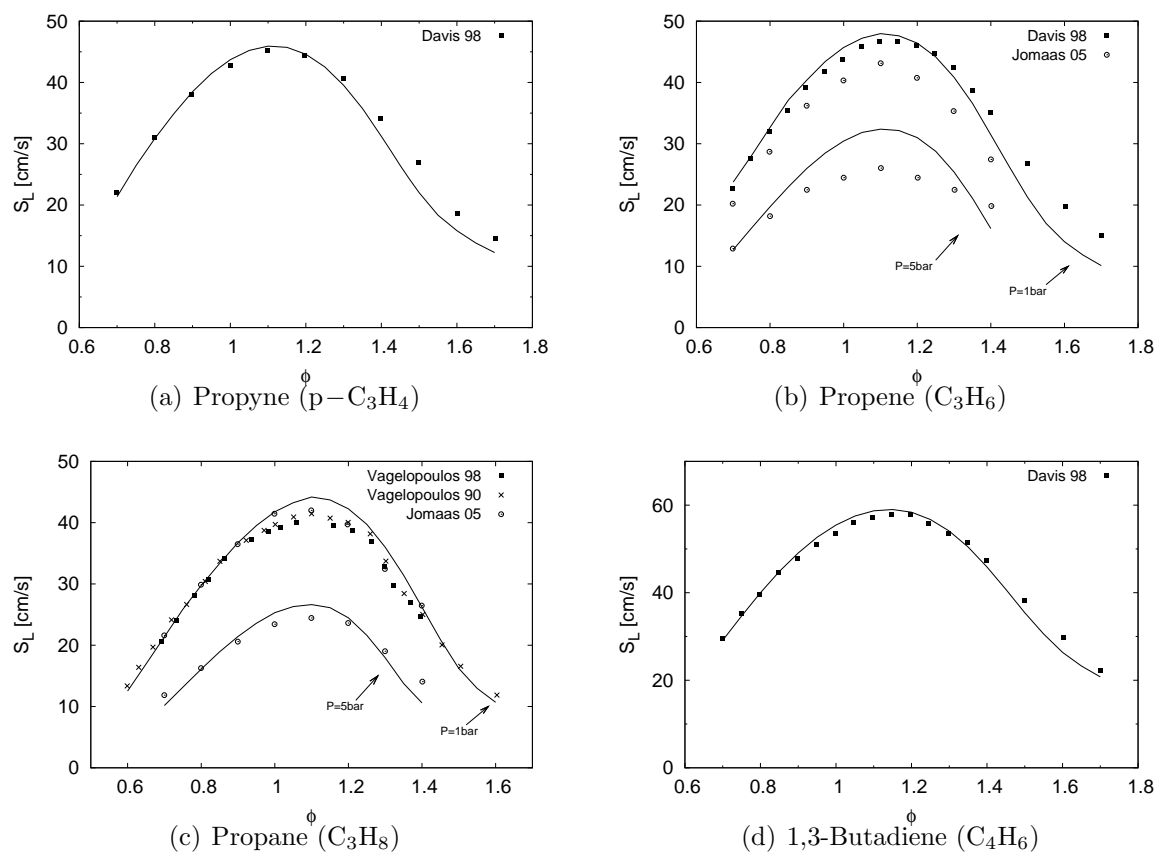 50
40
30
20
10
0
S_L [cm/s]
Davis 98
0.6 0.8 1 1.2 1.4 1.6 1.8
ϕ
(a) Propyne (p−C₃H₄)
50
40
30
20
10
0
S_L [cm/s]
Davis 98
Jomaas 05
P=5bar
P=1bar
0.6 0.8 1 1.2 1.4 1.6 1.8
ϕ
(b) Propene (C₃H₆)
50
40
30
20
10
0
S_L [cm/s]
Vagelopoulos 98
Vagelopoulos 90
Jomaas 05
P=5bar
P=1bar
0.6 0.8 1 1.2 1.4 1.6
ϕ
(c) Propane (C₃H₈)
60
40
20
0
S_L [cm/s]
Davis 98
0.6 0.8 1 1.2 1.4 1.6 1.8
ϕ
(d) 1,3-Butadiene (C₄H₆)